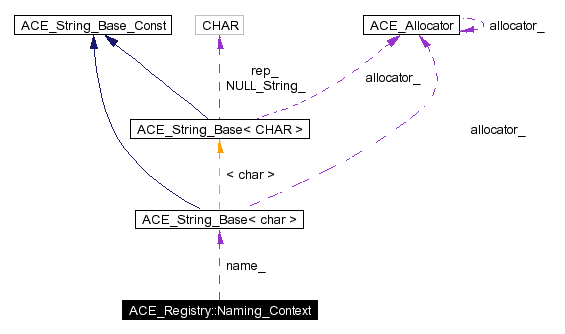 ACE_String_Base_Const
CHAR
ACE_Allocator
allocator_
rep_
NULL_String_
allocator_
ACE_String_Base< CHAR >
allocator_
< char >
ACE_String_Base< char >
name_
ACE_Registry::Naming_Context